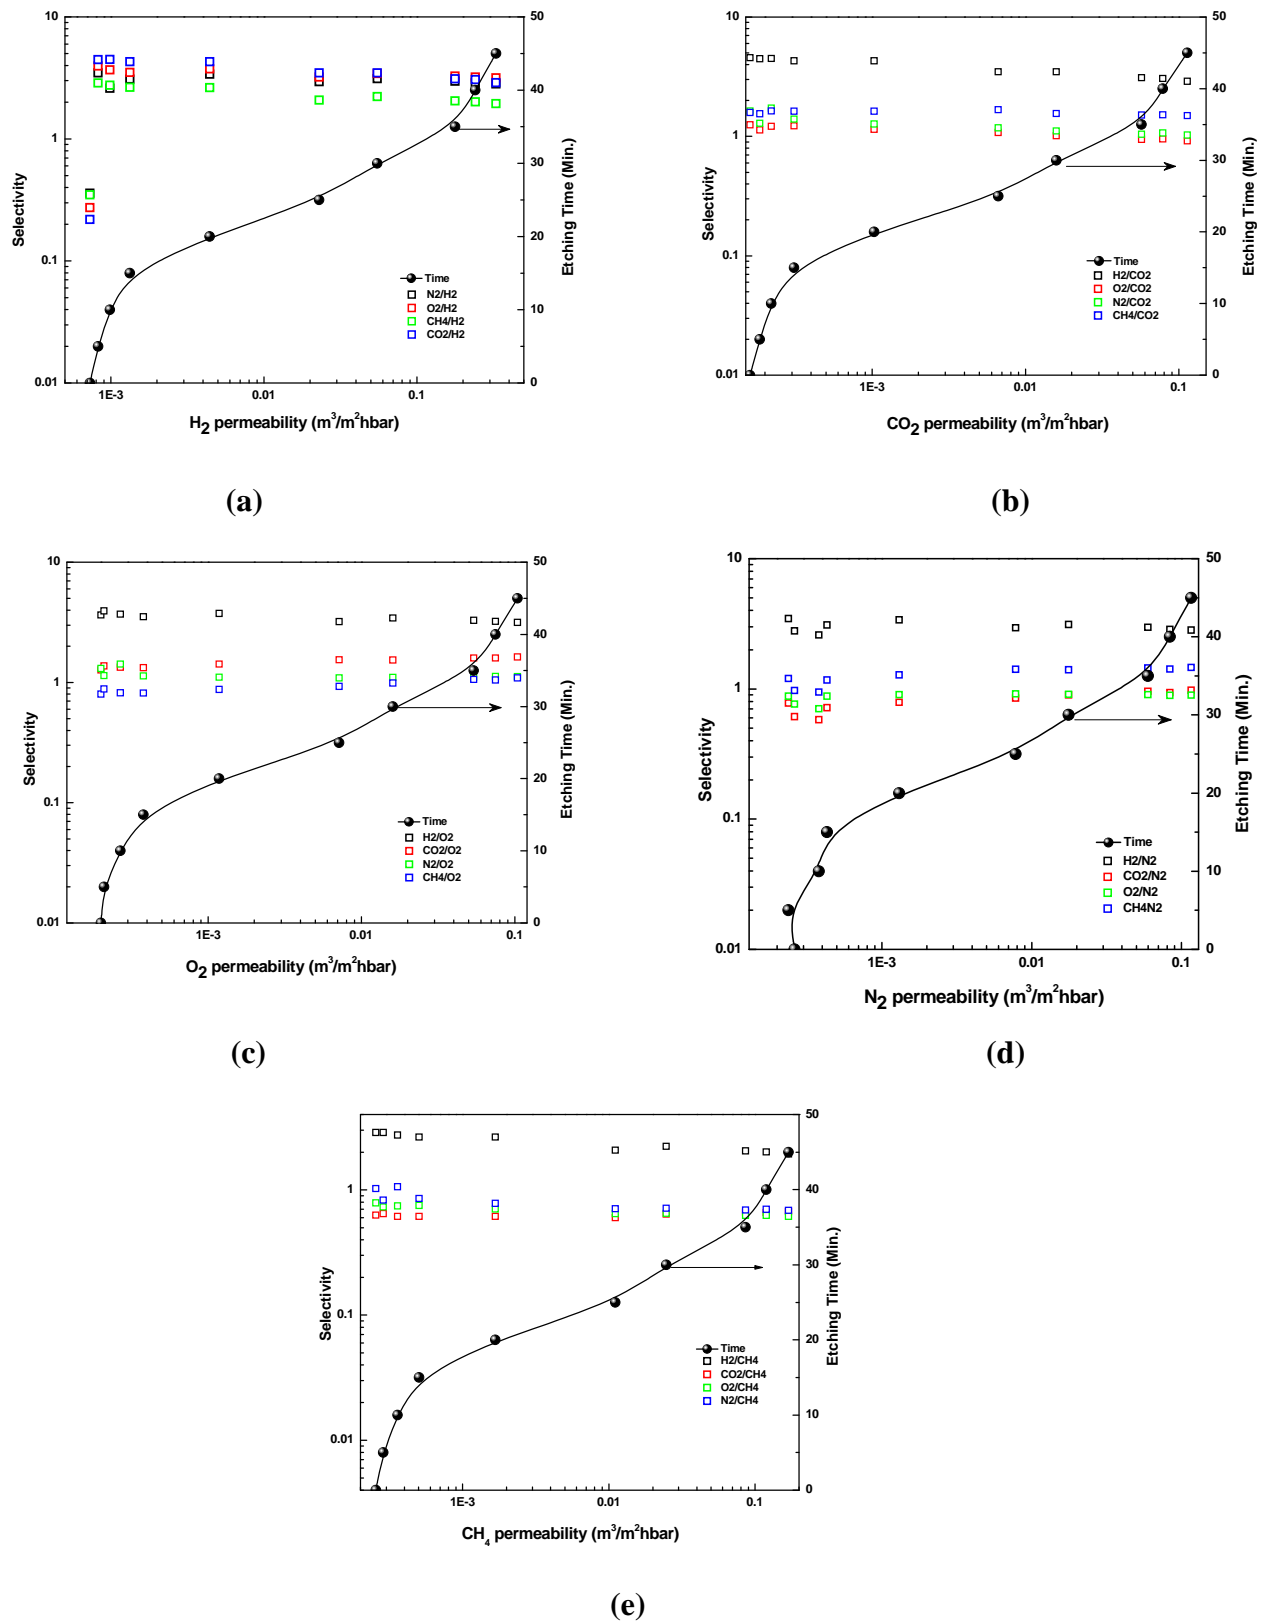 10
1
0.1
0.01
Selectivity
50
40
30
20
10
0
Etching Time (Min.)
Time
N2/H2
O2/H2
CH4/H2
CO2/H2
1E-3 0.01 0.1
H2 permeability (m3/m2hbar)
(a)
10
1
0.1
0.01
Selectivity
50
40
30
20
10
0
Etching Time (Min.)
Time
H2/CO2
O2/CO2
N2/CO2
CH4/CO2
1E-3 0.01 0.1
CO2 permeability (m3/m2hbar)
(b)
10
1
0.1
0.01
Selectivity
50
40
30
20
10
0
Etching Time (Min.)
Time
H2/O2
CO2/O2
N2/O2
CH4/O2
1E-3 0.01 0.1
O2 permeability (m3/m2hbar)
(c)
10
1
0.1
0.01
Selectivity
50
40
30
20
10
0
Etching Time (Min.)
Time
H2/N2
CO2/N2
O2/N2
CH4N2
1E-3 0.01 0.1
N2 permeability (m3/m2hbar)
(d)
1
0.1
0.01
Selectivity
50
40
30
20
10
0
Etching Time (Min.)
Time
H2/CH4
CO2/CH4
O2/CH4
N2/CH4
1E-3 0.01 0.1
CH4 permeability (m3/m2hbar)
(e)